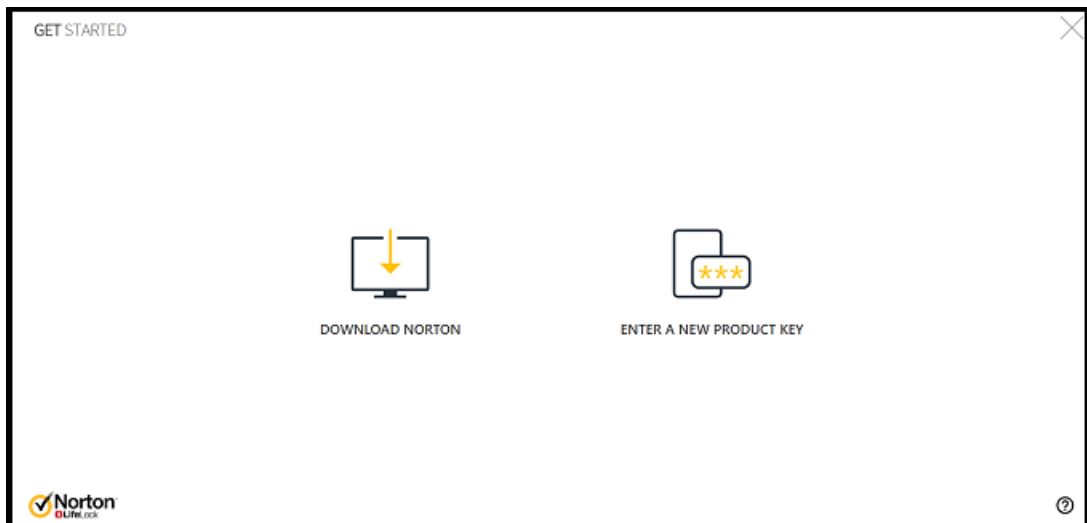 GET STARTED
***
DOWNLOAD NORTON
ENTER A NEW PRODUCT KEY
Norton
LifeLock
?